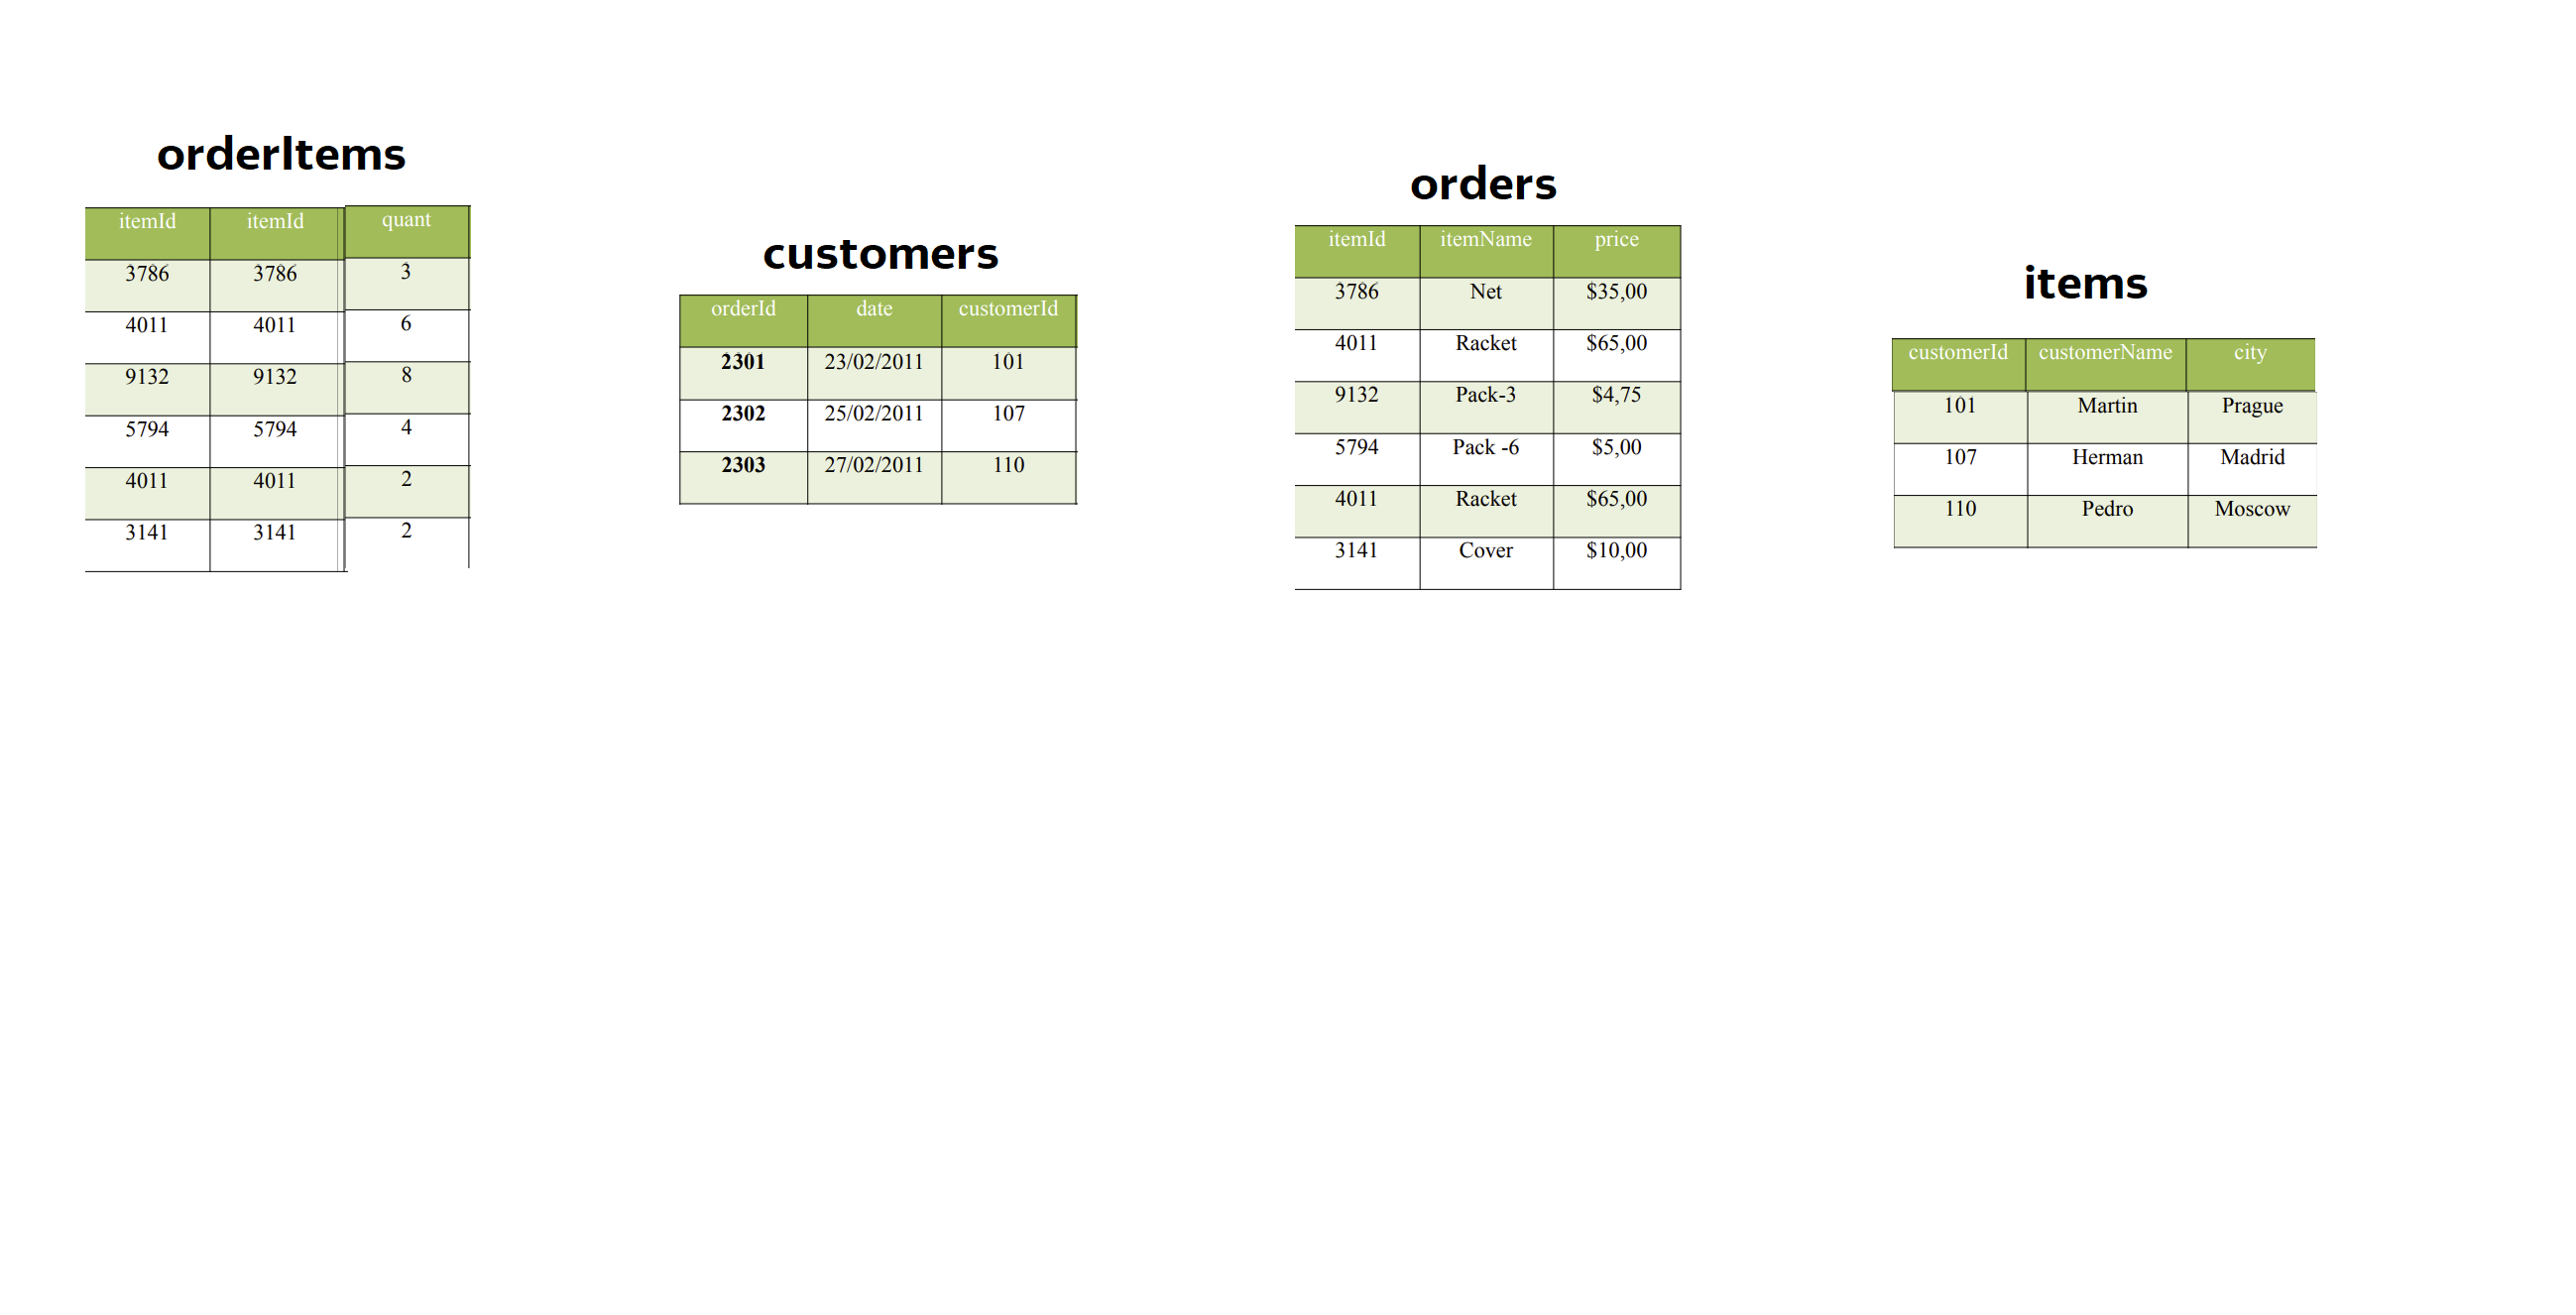 orderItems
itemId itemId quant
3786 3786 3
4011 4011 6
9132 9132 8
5794 5794 4
4011 4011 2
3141 3141 2
customers
orderId date customerId
2301 23/02/2011 101
2302 25/02/2011 107
2303 27/02/2011 110
orders
itemId itemName price
3786 Net $35,00
4011 Racket $65,00
9132 Pack-3 $4,75
5794 Pack -6 $5,00
4011 Racket $65,00
3141 Cover $10,00
items
customerId customerName city
101 Martin Prague
107 Herman Madrid
110 Pedro Moscow